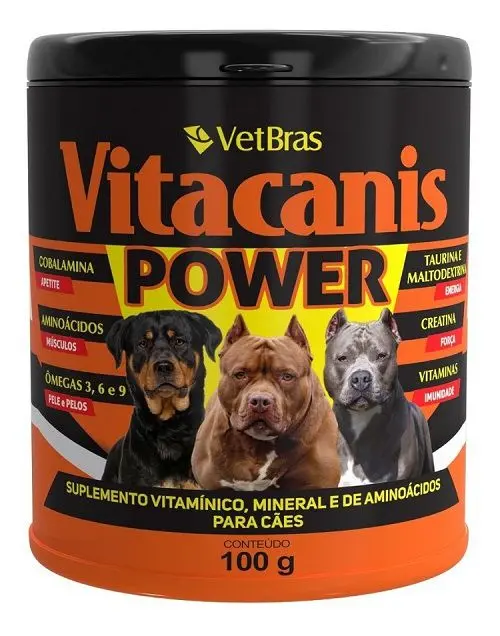 VetBras
Vitacanis
POWER
COBALAMINA
APETITE
AMINOÁCIDOS
MÚSCULOS
ÔMEGAS 3, 6 e 9
PELE e PELOS
TAURINA E
MALTODEXTRINA
ENERGIA
CREATINA
FORÇA
VITAMINAS
IMUNIDADE
SUPLEMENTO VITAMÍNICO, MINERAL E DE AMINOÁCIDOS
PARA CÃES
CONTEÚDO
100 g